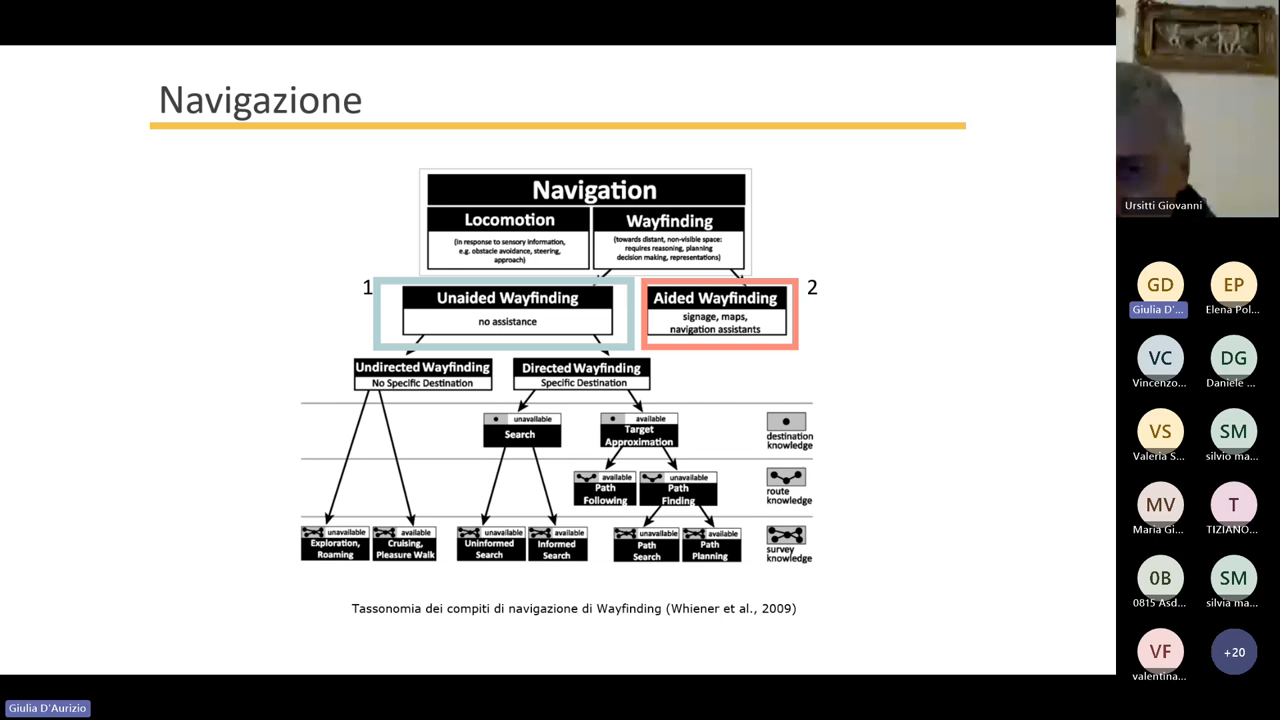 Navigazione
Navigation
Locomotion
(in response to sensory information,
e.g. obstacle avoidance, steering,
approach)
Wayfinding
(towards distant, non-visible space:
requires reasoning, planning
decision making, representations)
1
Unaided Wayfinding
no assistance
Aided Wayfinding
signage, maps,
navigation assistants
2
Undirected Wayfinding
No Specific Destination
Directed Wayfinding
Specific Destination
unavailable
Search
available
Target
Approximation
destination
knowledge
available
Path
Following
unavailable
Path
Finding
route
knowledge
unavailable
Exploration,
Roaming
available
Cruising,
Pleasure Walk
unavailable
Uninformed
Search
available
Informed
Search
unavailable
Path
Search
available
Path
Planning
survey
knowledge
Tassonomia dei compiti di navigazione di Wayfinding (Whiener et al., 2009)
Giulia D'Aurizio
Ursitti Giovanni
GD
Giulia D'...
EP
Elena Pol...
VC
Vincenzo...
DG
Daniele ...
VS
Valeria S...
SM
silvio ma...
MV
Maria Gi...
T
TIZIANO...
0B
0815 Asd...
SM
silvia ma...
VF
valentina...
+20